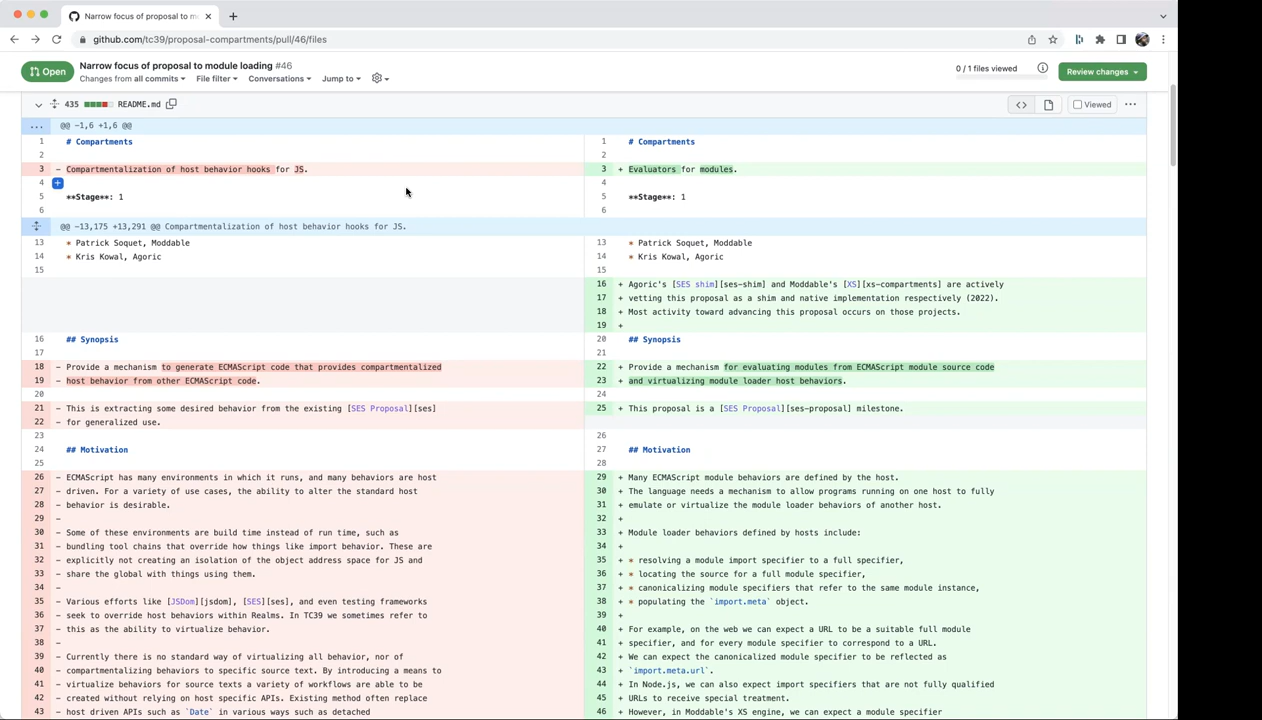 Narrow focus of proposal to m
github.com/tc39/proposal-compartments/pull/46/files
Open
Narrow focus of proposal to module loading #46
Changes from all commits
File filter
Conversations
Jump to
0 / 1 files viewed
Review changes
435
README.md
Viewed
@@ -1,6 +1,6 @@
1 # Compartments
2
3 - Compartmentalization of host behavior hooks for JS.
4
5 **Stage**: 1
6
@@ -13,175 +13,291 @@ Compartmentalization of host behavior hooks for JS.
13 * Patrick Soquet, Moddable
14 * Kris Kowal, Agoric
15
16 ## Synopsis
17
18 - Provide a mechanism to generate ECMAScript code that provides compartmentalized
19 - host behavior from other ECMAScript code.
20
21 - This is extracting some desired behavior from the existing [SES Proposal][ses]
22 - for generalized use.
23
24 ## Motivation
25
26 - ECMAScript has many environments in which it runs, and many behaviors are host
27 - driven. For a variety of use cases, the ability to alter the standard host
28 - behavior is desirable.
29 -
30 - Some of these environments are build time instead of run time, such as
31 - bundling tool chains that override how things like import behavior. These are
32 - explicitly not creating an isolation of the object address space for JS and
33 - share the global with things using them.
34 -
35 - Various efforts like [JSDom][jsdom], [SES][ses], and even testing frameworks
36 - seek to override host behaviors within Realms. In TC39 we sometimes refer to
37 - this as the ability to virtualize behavior.
38 -
39 - Currently there is no standard way of virtualizing all behavior, nor of
40 - compartmentalizing behaviors to specific source text. By introducing a means to
41 - virtualize behaviors for source texts a variety of workflows are able to be
42 - created without relying on host specific APIs. Existing method often replace
43 - host driven APIs such as `Date` in various ways such as detached
1 # Compartments
2
3 + Evaluators for modules.
4
5 **Stage**: 1
6
13 * Patrick Soquet, Moddable
14 * Kris Kowal, Agoric
15
16 + Agoric's [SES shim][ses-shim] and Moddable's [XS][xs-compartments] are actively
17 + vetting this proposal as a shim and native implementation respectively (2022).
18 + Most activity toward advancing this proposal occurs on those projects.
19 +
20 ## Synopsis
21
22 + Provide a mechanism for evaluating modules from ECMAScript module source code
23 + and virtualizing module loader host behaviors.
24
25 + This proposal is a [SES Proposal][ses-proposal] milestone.
26
27 ## Motivation
28
29 + Many ECMAScript module behaviors are defined by the host.
30 + The language needs a mechanism to allow programs running on one host to fully
31 + emulate or virtualize the module loader behaviors of another host.
32 +
33 + Module loader behaviors defined by hosts include:
34 +
35 + * resolving a module import specifier to a full specifier,
36 + * locating the source for a full module specifier,
37 + * canonicalizing module specifiers that refer to the same module instance,
38 + * populating the `import.meta` object.
39 +
40 + For example, on the web we can expect a URL to be a suitable full module
41 + specifier, and for every module specifier to correspond to a URL.
42 + We can expect the canonicalized module specifier to be reflected as
43 + `import.meta.url`.
44 + In Node.js, we can also expect import specifiers that are not fully qualified
45 + URLs to receive special treatment.
46 + However, in Moddable's XS engine, we can expect a module specifier